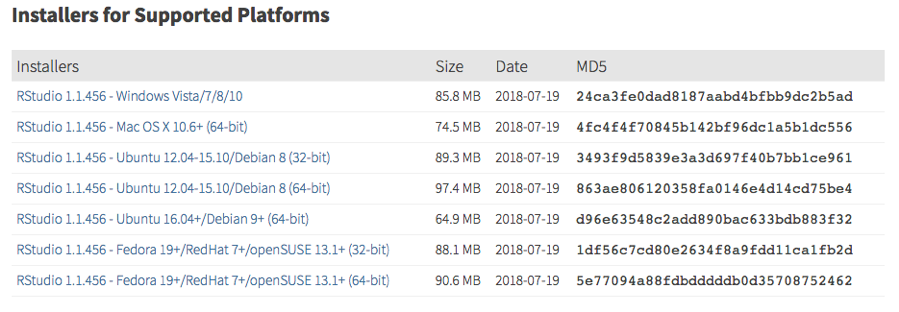 Installers for Supported Platforms
Installers Size Date MD5
RStudio 1.1.456 - Windows Vista/7/8/10 85.8 MB 2018-07-19 24ca3fe0dad8187aabd4bfbb9dc2b5ad
RStudio 1.1.456 - Mac OS X 10.6+ (64-bit) 74.5 MB 2018-07-19 4fc4f4f70845b142bf96dc1a5b1dc556
RStudio 1.1.456 - Ubuntu 12.04-15.10/Debian 8 (32-bit) 89.3 MB 2018-07-19 3493f9d5839e3a3d697f40b7bb1ce961
RStudio 1.1.456 - Ubuntu 12.04-15.10/Debian 8 (64-bit) 97.4 MB 2018-07-19 863ae806120358fa0146e4d14cd75be4
RStudio 1.1.456 - Ubuntu 16.04+/Debian 9+ (64-bit) 64.9 MB 2018-07-19 d96e63548c2add890bac633bdb883f32
RStudio 1.1.456 - Fedora 19+/RedHat 7+/openSUSE 13.1+ (32-bit) 88.1 MB 2018-07-19 1df56c7cd80e2634f8a9fdd11ca1fb2d
RStudio 1.1.456 - Fedora 19+/RedHat 7+/openSUSE 13.1+ (64-bit) 90.6 MB 2018-07-19 5e77094a88fdbdddddb0d35708752462